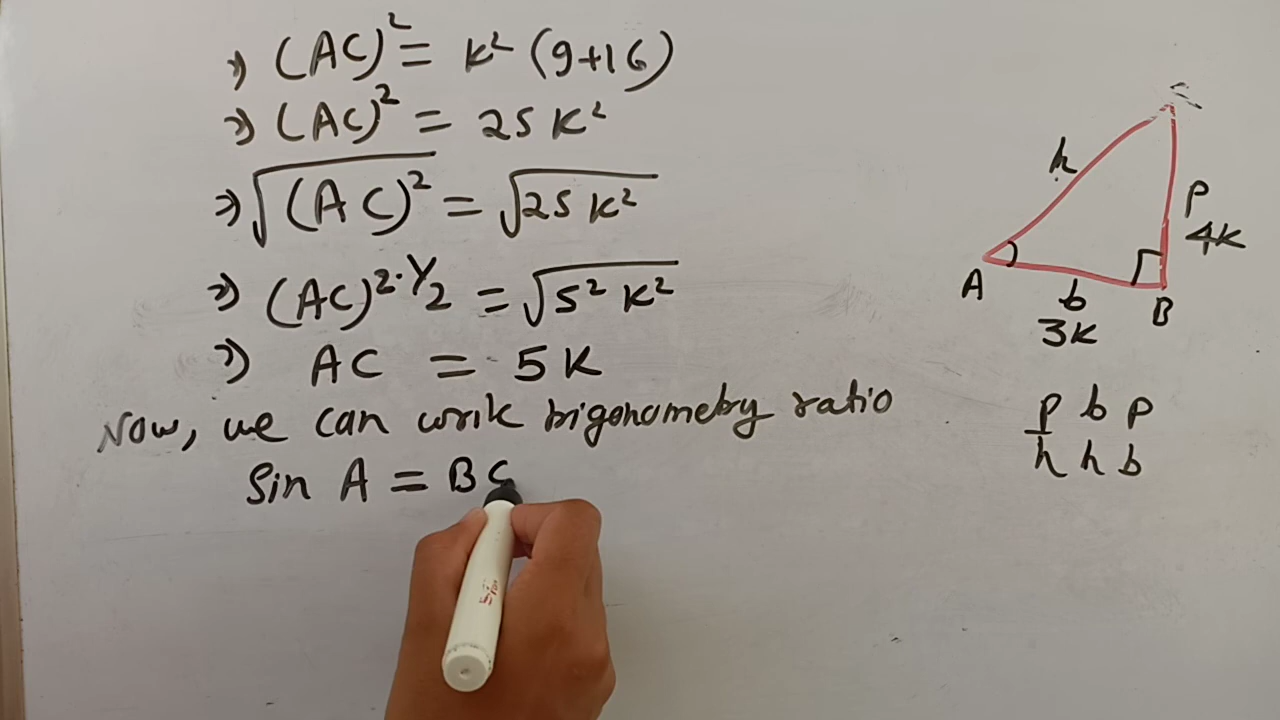 ⇒ (AC)² = K² (9+16)
⇒ (AC)² = 25 K²
⇒ √(AC)² = √25 K²
⇒ (AC)^2·1/2 = √5² K²
⇒ AC = 5K
Now, we can write trigonometry ratio
Sin A = BC
h
P
4K
A
b
B
3K
p b p
h h b